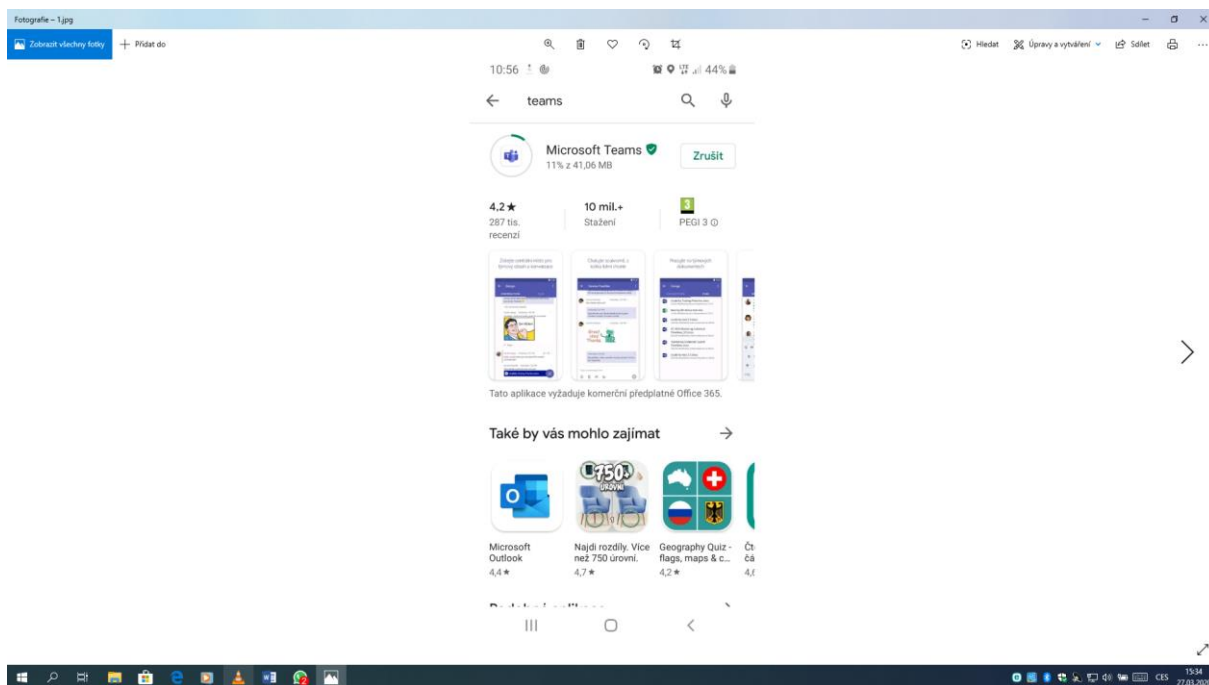 Fotografie – 1.jpg
Zobrazit všechny fotky
Přidat do
Hledat
Úpravy a vytváření
Sdílet
10:56
LTE
44%
teams
Microsoft Teams
11% z 41,06 MB
Zrušit
4,2★
10 mil.+
3
287 tis.
recenzí
Stažení
PEGI 3
Tato aplikace vyžaduje komerční předplatné Office 365.
Také by vás mohlo zajímat
750
ÚROVNÍ
Microsoft
Outlook
4,4★
Najdi rozdíly. Více
než 750 úrovní.
4,7★
Geography Quiz -
flags, maps & c...
4,2★
CES
15:34